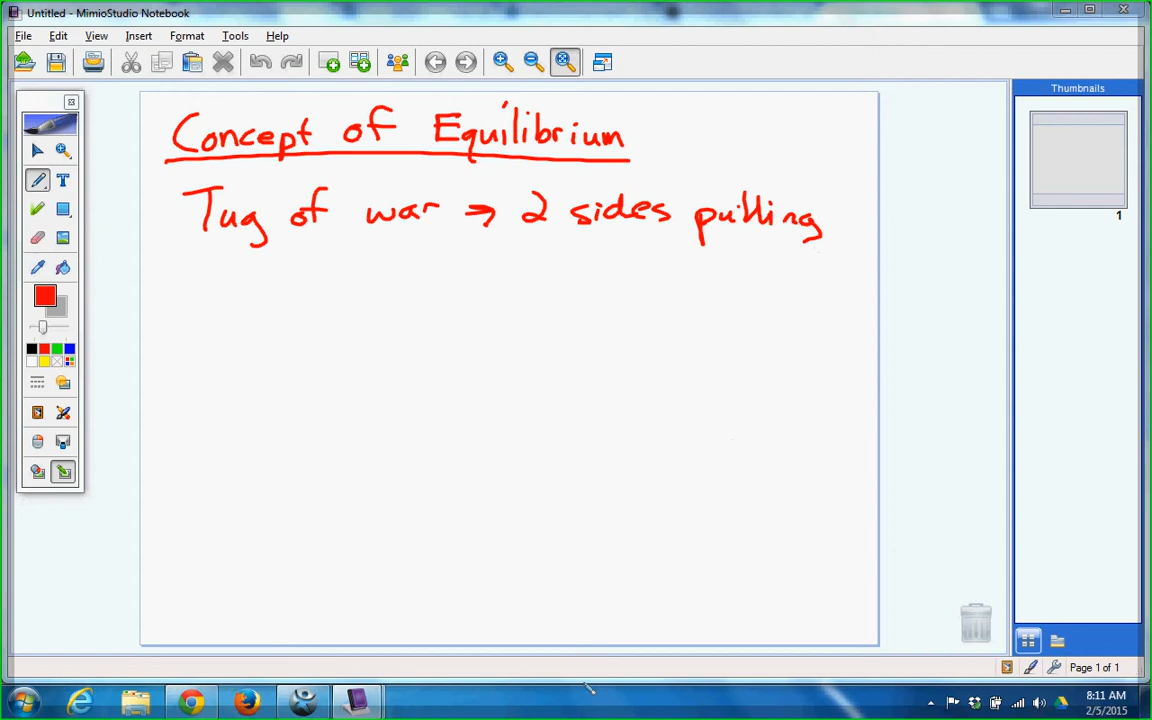 Untitled - MimioStudio Notebook
File Edit View Insert Format Tools Help
Thumbnails
Concept of Equilibrium
Tug of war → 2 sides pulling
1
Page 1 of 1
8:11 AM
2/5/2015